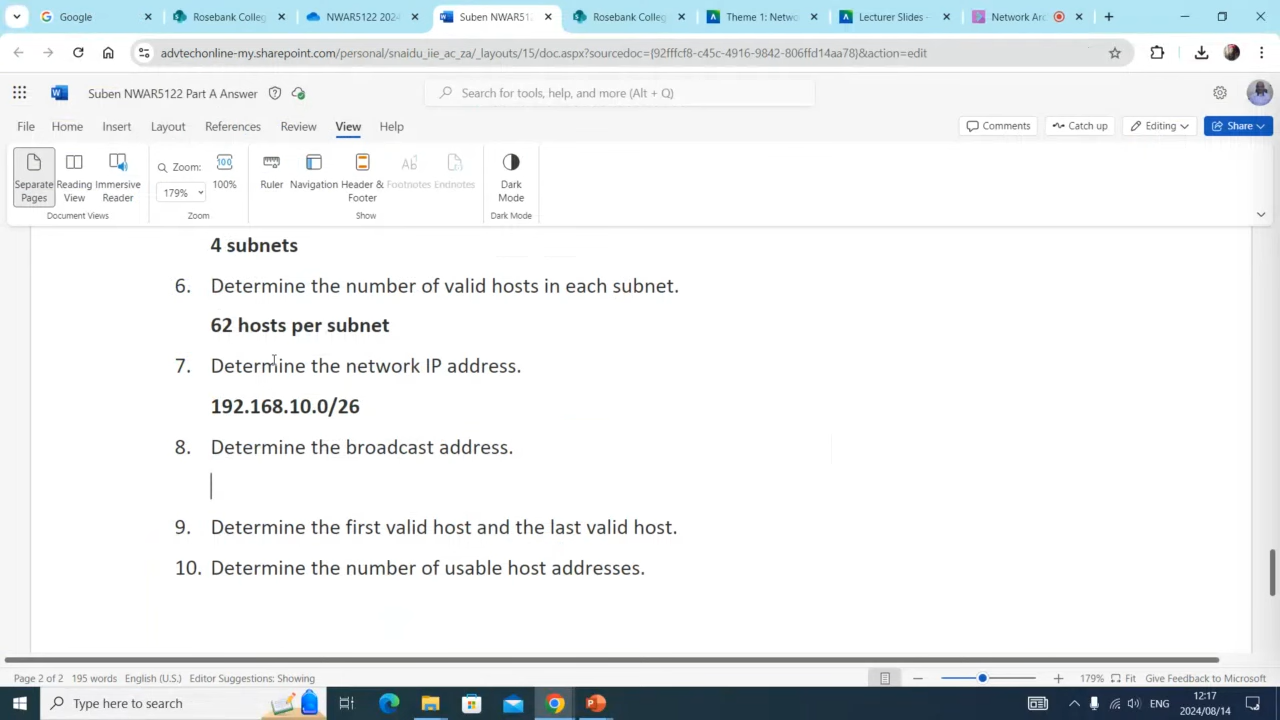 Google
Rosebank Colleg
NWAR5122 202
Suben NWAR51
Rosebank Colleg
Theme 1: Netwo
Lecturer Slides -
Network Arc
advtechonline-my.sharepoint.com/personal/snaidu_iie_ac_za/_layouts/15/doc.aspx?sourcedoc={92fffcf8-c45c-4916-9842-806ffd14aa78}&action=edit
Suben NWAR5122 Part A Answer
Search for tools, help, and more (Alt + Q)
File Home Insert Layout References Review View Help
Comments Catch up Editing Share
Separate Pages
Reading View
Immersive Reader
Zoom:
179%
100
100%
Ruler
Navigation
Header & Footer
Footnotes
Endnotes
Dark Mode
Document Views
Zoom
Show
Dark Mode
4 subnets
6. Determine the number of valid hosts in each subnet.
62 hosts per subnet
7. Determine the network IP address.
192.168.10.0/26
8. Determine the broadcast address.
9. Determine the first valid host and the last valid host.
10. Determine the number of usable host addresses.
Page 2 of 2 195 words English (U.S.) Editor Suggestions: Showing
179% Fit Give Feedback to Microsoft
Type here to search
ENG
12:17
2024/08/14